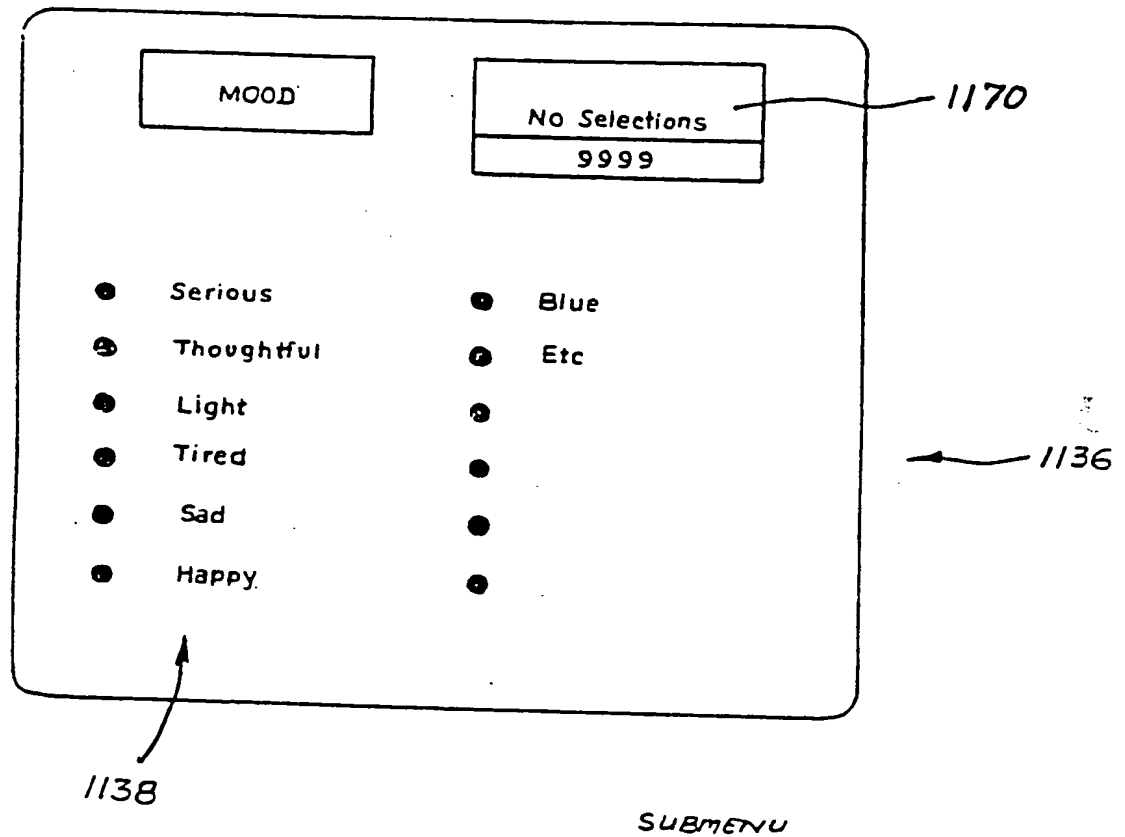 MOOD
No Selections
9999
1170
Serious
Thoughtful
Light
Tired
Sad
Happy
Blue
Etc
1136
1138
SUBMENU